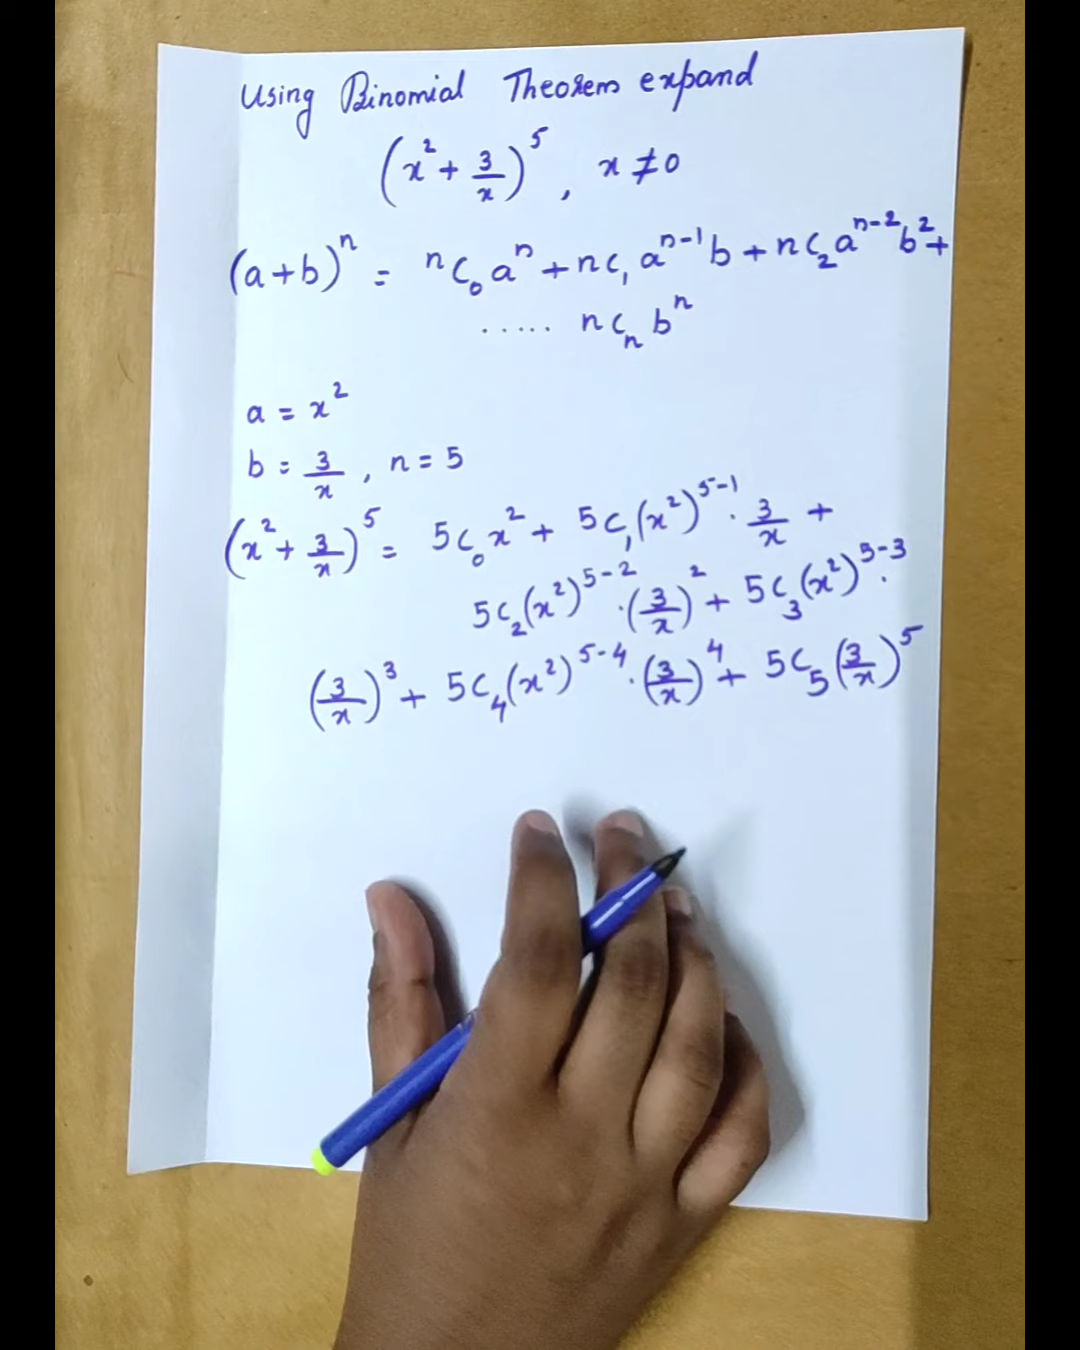 Using Binomial Theorem expand
(x² + 3/x)⁵, x ≠ 0
(a+b)ⁿ = ⁿC₀ aⁿ + nC₁ aⁿ⁻¹ b + nC₂ aⁿ⁻² b² +
..... nCₙ bⁿ
a = x²
b = 3/x, n = 5
(x² + 3/x)⁵ = 5C₀ x² + 5C₁ (x²)⁵⁻¹ · 3/x +
5C₂ (x²)⁵⁻² · (3/x)² + 5C₃ (x²)⁵⁻³ ·
(3/x)³ + 5C₄ (x²)⁵⁻⁴ · (3/x)⁴ + 5C₅ (3/x)⁵